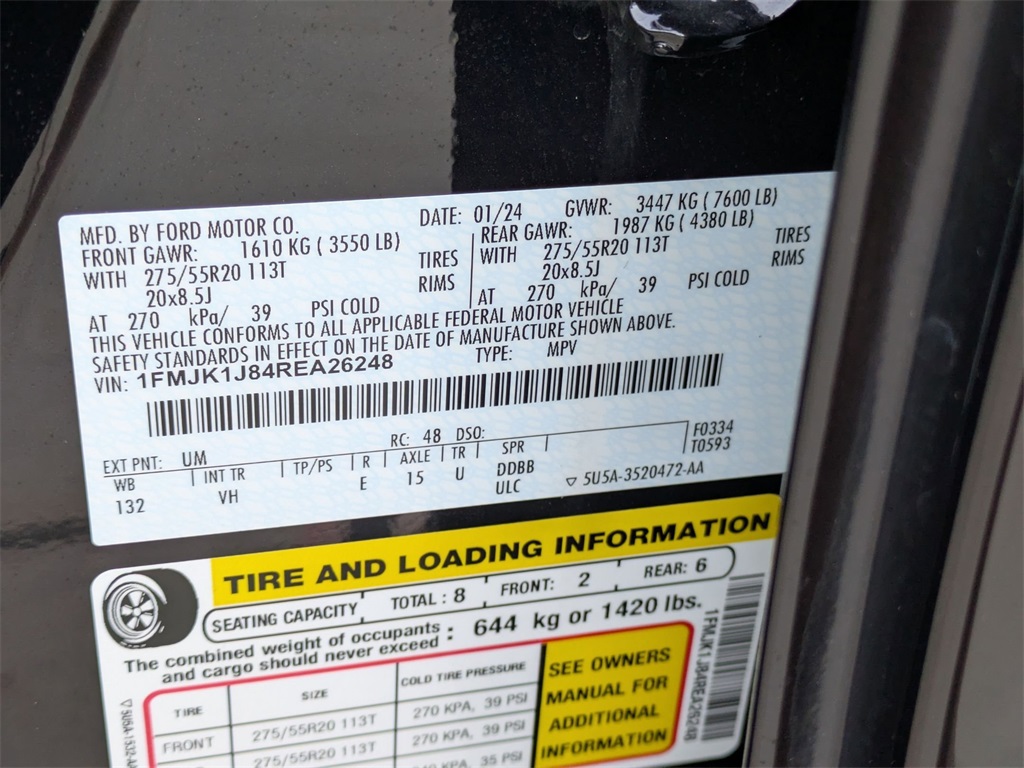 MFD. BY FORD MOTOR CO.
DATE: 01/24 GVWR: 3447 KG ( 7600 LB)
FRONT GAWR: 1610 KG ( 3550 LB)
REAR GAWR: 1987 KG ( 4380 LB)
WITH 275/55R20 113T TIRES
WITH 275/55R20 113T TIRES
20x8.5J RIMS
20x8.5J RIMS
AT 270 kPa/ 39 PSI COLD
AT 270 kPa/ 39 PSI COLD
THIS VEHICLE CONFORMS TO ALL APPLICABLE FEDERAL MOTOR VEHICLE
SAFETY STANDARDS IN EFFECT ON THE DATE OF MANUFACTURE SHOWN ABOVE.
VIN: 1FMJK1J84REA26248 TYPE: MPV
EXT PNT: UM RC: 48 DSO: F0334
T0593
WB INT TR TP/PS R AXLE TR SPR
132 VH E 15 U DDBB
ULC ▽ 5U5A-3520472-AA
TIRE AND LOADING INFORMATION
SEATING CAPACITY TOTAL : 8 FRONT: 2 REAR: 6
The combined weight of occupants
and cargo should never exceed : 644 kg or 1420 lbs.
TIRE SIZE COLD TIRE PRESSURE
FRONT 275/55R20 113T 270 KPA, 39 PSI
275/55R20 113T 270 KPA, 39 PSI
35 PSI
SEE OWNERS
MANUAL FOR
ADDITIONAL
INFORMATION
1FMJK1J84REA26248